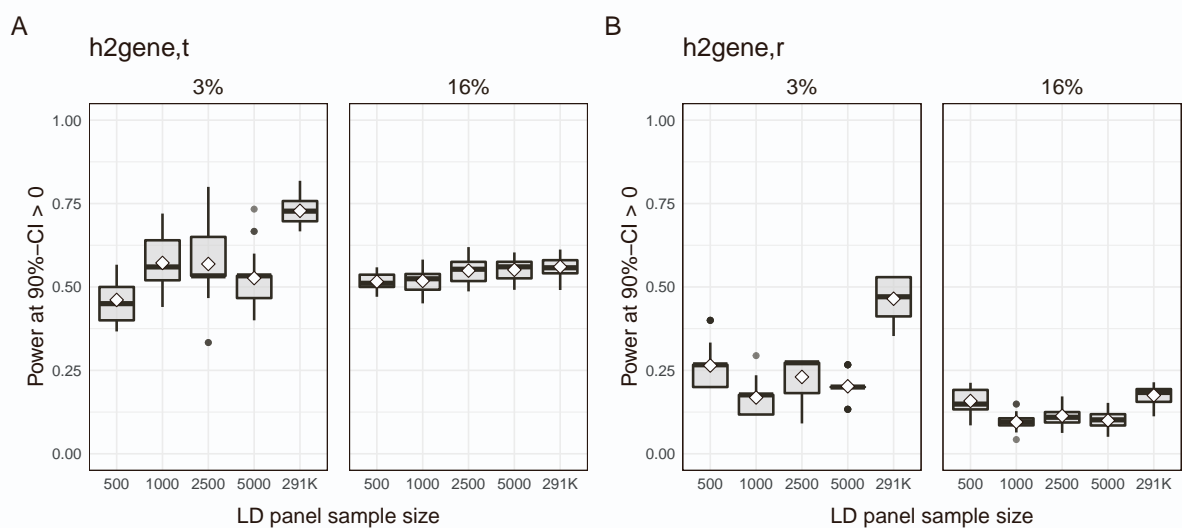 A
h2gene,t
3%
16%
Power at 90%−CI > 0
1.00
0.75
0.50
0.25
0.00
500 1000 2500 5000 291K
500 1000 2500 5000 291K
LD panel sample size
B
h2gene,r
3%
16%
Power at 90%−CI > 0
1.00
0.75
0.50
0.25
0.00
500 1000 2500 5000 291K
500 1000 2500 5000 291K
LD panel sample size